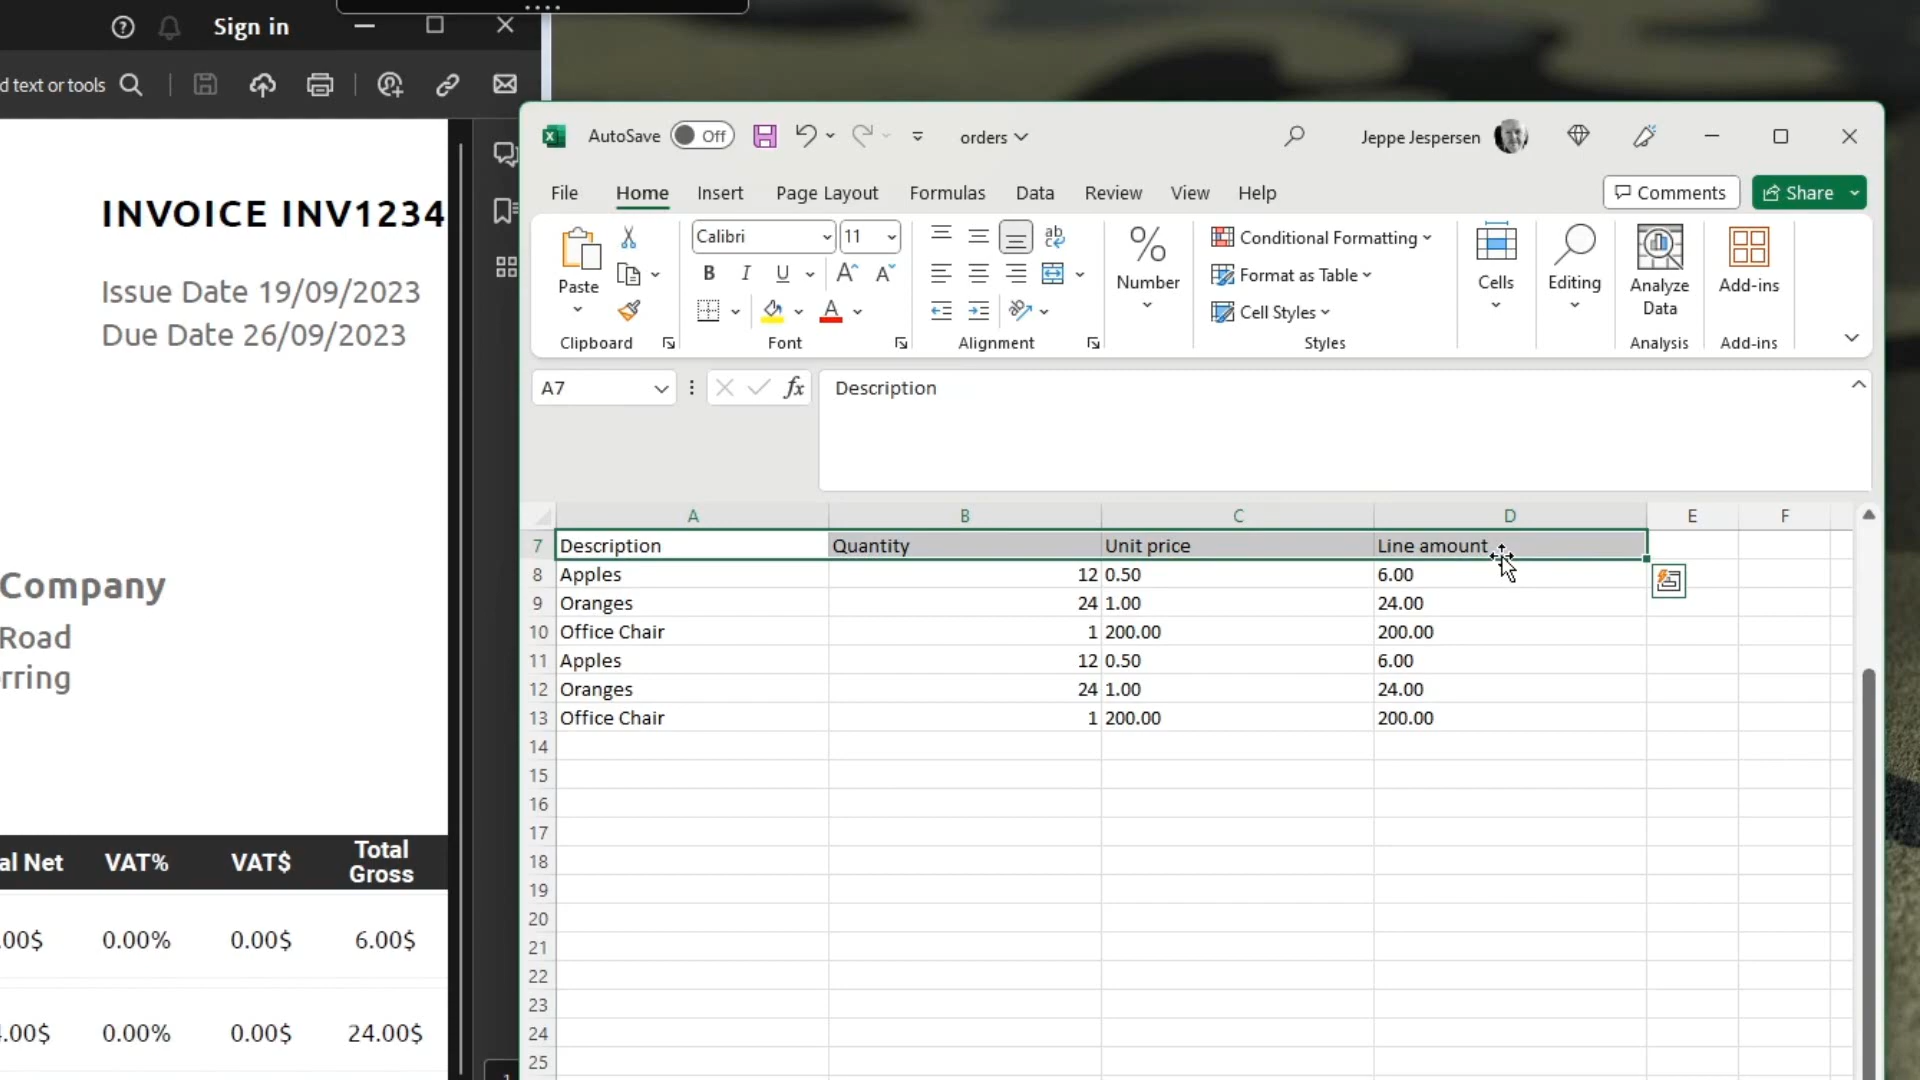 Sign in
d text or tools
INVOICE INV1234
Issue Date 19/09/2023
Due Date 26/09/2023
Company
Road
rring
al Net VAT% VAT$ Total Gross
.00$ 0.00% 0.00$ 6.00$
.00$ 0.00% 0.00$ 24.00$
AutoSave Off orders Jeppe Jespersen
File Home Insert Page Layout Formulas Data Review View Help Comments Share
Paste Calibri 11 ab c Number Conditional Formatting Cells Editing Analyze Data Add-ins
B I U A A Format as Table
A Cell Styles
Clipboard Font Alignment Styles Analysis Add-ins
A7 fx Description
A B C D E F
7 Description Quantity Unit price Line amount
8 Apples 12 0.50 6.00
9 Oranges 24 1.00 24.00
10 Office Chair 1 200.00 200.00
11 Apples 12 0.50 6.00
12 Oranges 24 1.00 24.00
13 Office Chair 1 200.00 200.00
14
15
16
17
18
19
20
21
22
23
24
25